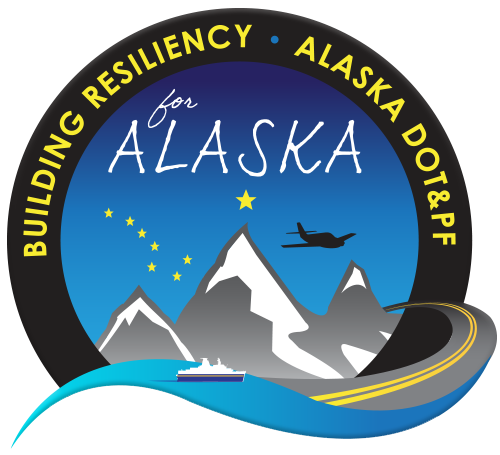 BUILDING RESILIENCY • ALASKA DOT&PF
for
ALASKA